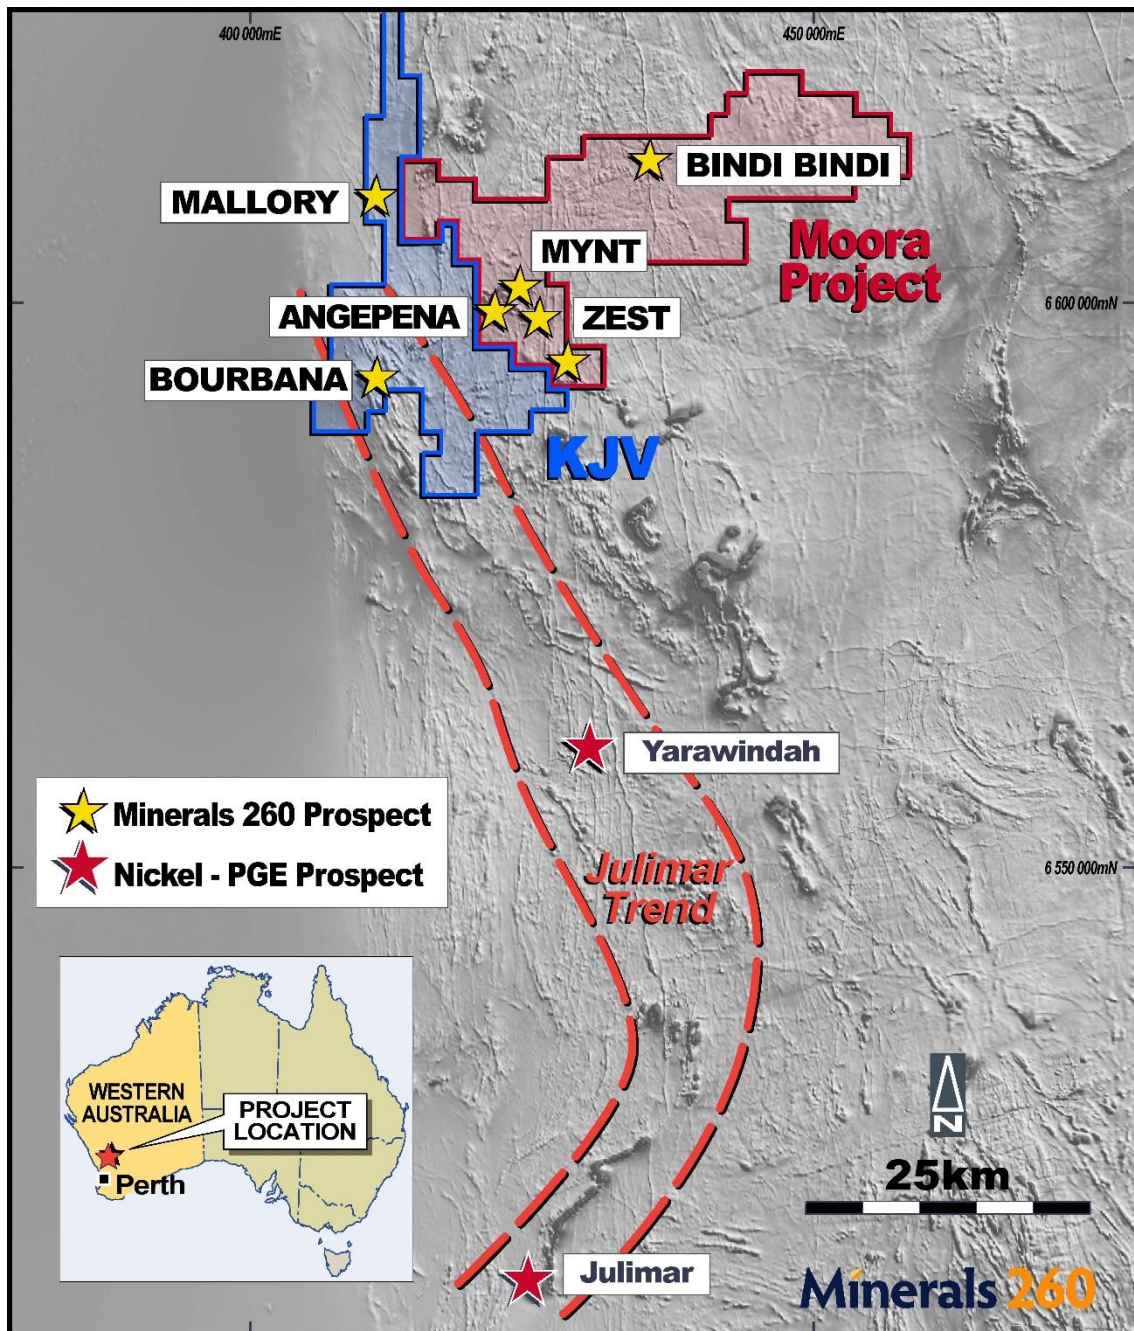 400 000mE
450 000mE
BINDI BINDI
MALLORY
Moora
Project
MYNT
ANGEPENA
ZEST
6 600 000mN
BOURBANA
KJV
Yarawindah
Minerals 260 Prospect
Nickel - PGE Prospect
Julimar
Trend
6 550 000mN
WESTERN
AUSTRALIA
PROJECT
LOCATION
Perth
N
25km
Julimar
Minerals 260